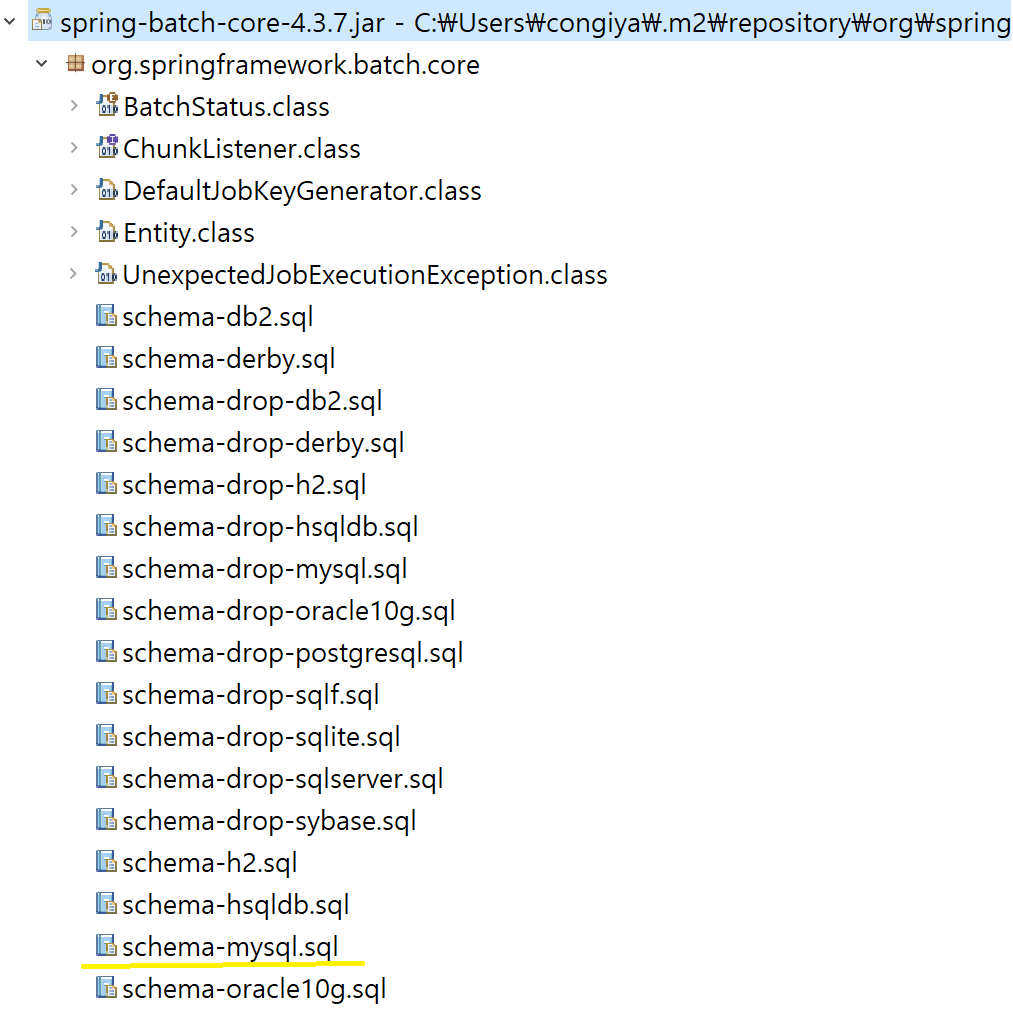 spring-batch-core-4.3.7.jar - C:₩Users₩congiya₩.m2₩repository₩org₩spring
org.springframework.batch.core
BatchStatus.class
ChunkListener.class
DefaultJobKeyGenerator.class
Entity.class
UnexpectedJobExecutionException.class
schema-db2.sql
schema-derby.sql
schema-drop-db2.sql
schema-drop-derby.sql
schema-drop-h2.sql
schema-drop-hsqldb.sql
schema-drop-mysql.sql
schema-drop-oracle10g.sql
schema-drop-postgresql.sql
schema-drop-sqlf.sql
schema-drop-sqlite.sql
schema-drop-sqlserver.sql
schema-drop-sybase.sql
schema-h2.sql
schema-hsqldb.sql
schema-mysql.sql
schema-oracle10g.sql